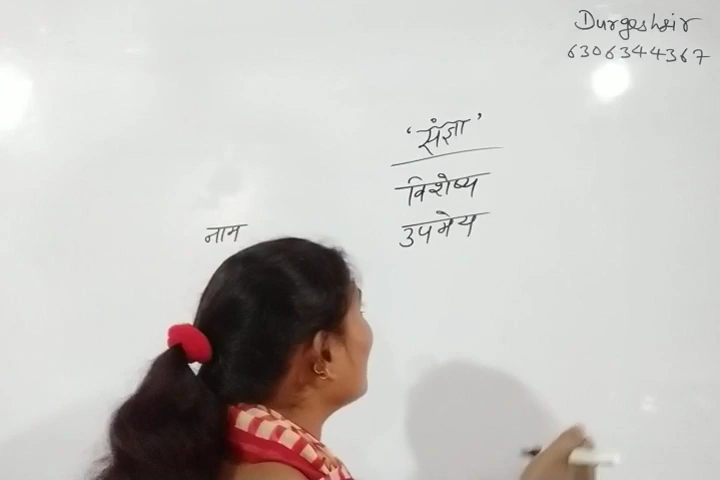 Durgeshsir
6306344367
'संज्ञा'
विशेष्य
उपमेय
नाम